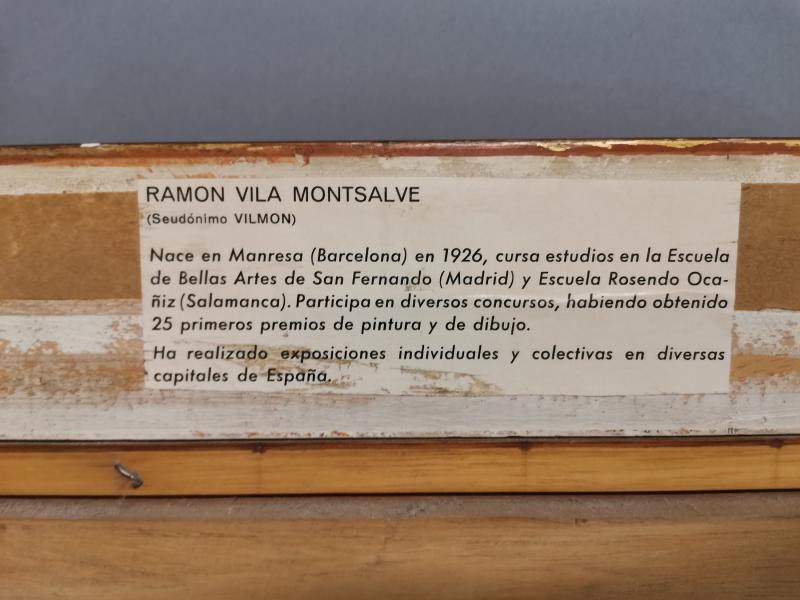 RAMON VILA MONTSALVE
(Seudónimo VILMON)
Nace en Manresa (Barcelona) en 1926, cursa estudios en la Escuela
de Bellas Artes de San Fernando (Madrid) y Escuela Rosendo Oca-
ñiz (Salamanca). Participa en diversos concursos, habiendo obtenido
25 primeros premios de pintura y de dibujo.
Ha realizado exposiciones individuales y colectivas en diversas
capitales de España.